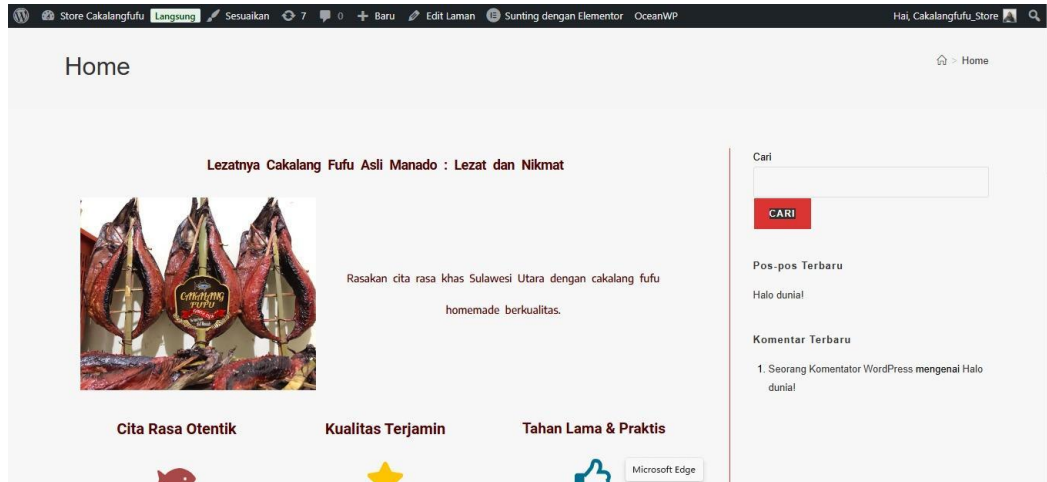 Store Cakalangfufu Langsung Sesuaikan 7 0 + Baru Edit Laman Sunting dengan Elementor OceanWP Hai, Cakalangfufu_Store
Home
> Home
Lezatnya Cakalang Fufu Asli Manado : Lezat dan Nikmat
CAKALANG
FUFU
Rasakan cita rasa khas Sulawesi Utara dengan cakalang fufu
homemade berkualitas.
Cita Rasa Otentik
Kualitas Terjamin
Tahan Lama & Praktis
Microsoft Edge
Cari
CARI
Pos-pos Terbaru
Halo dunia!
Komentar Terbaru
1. Seorang Komentator WordPress mengenai Halo
dunia!